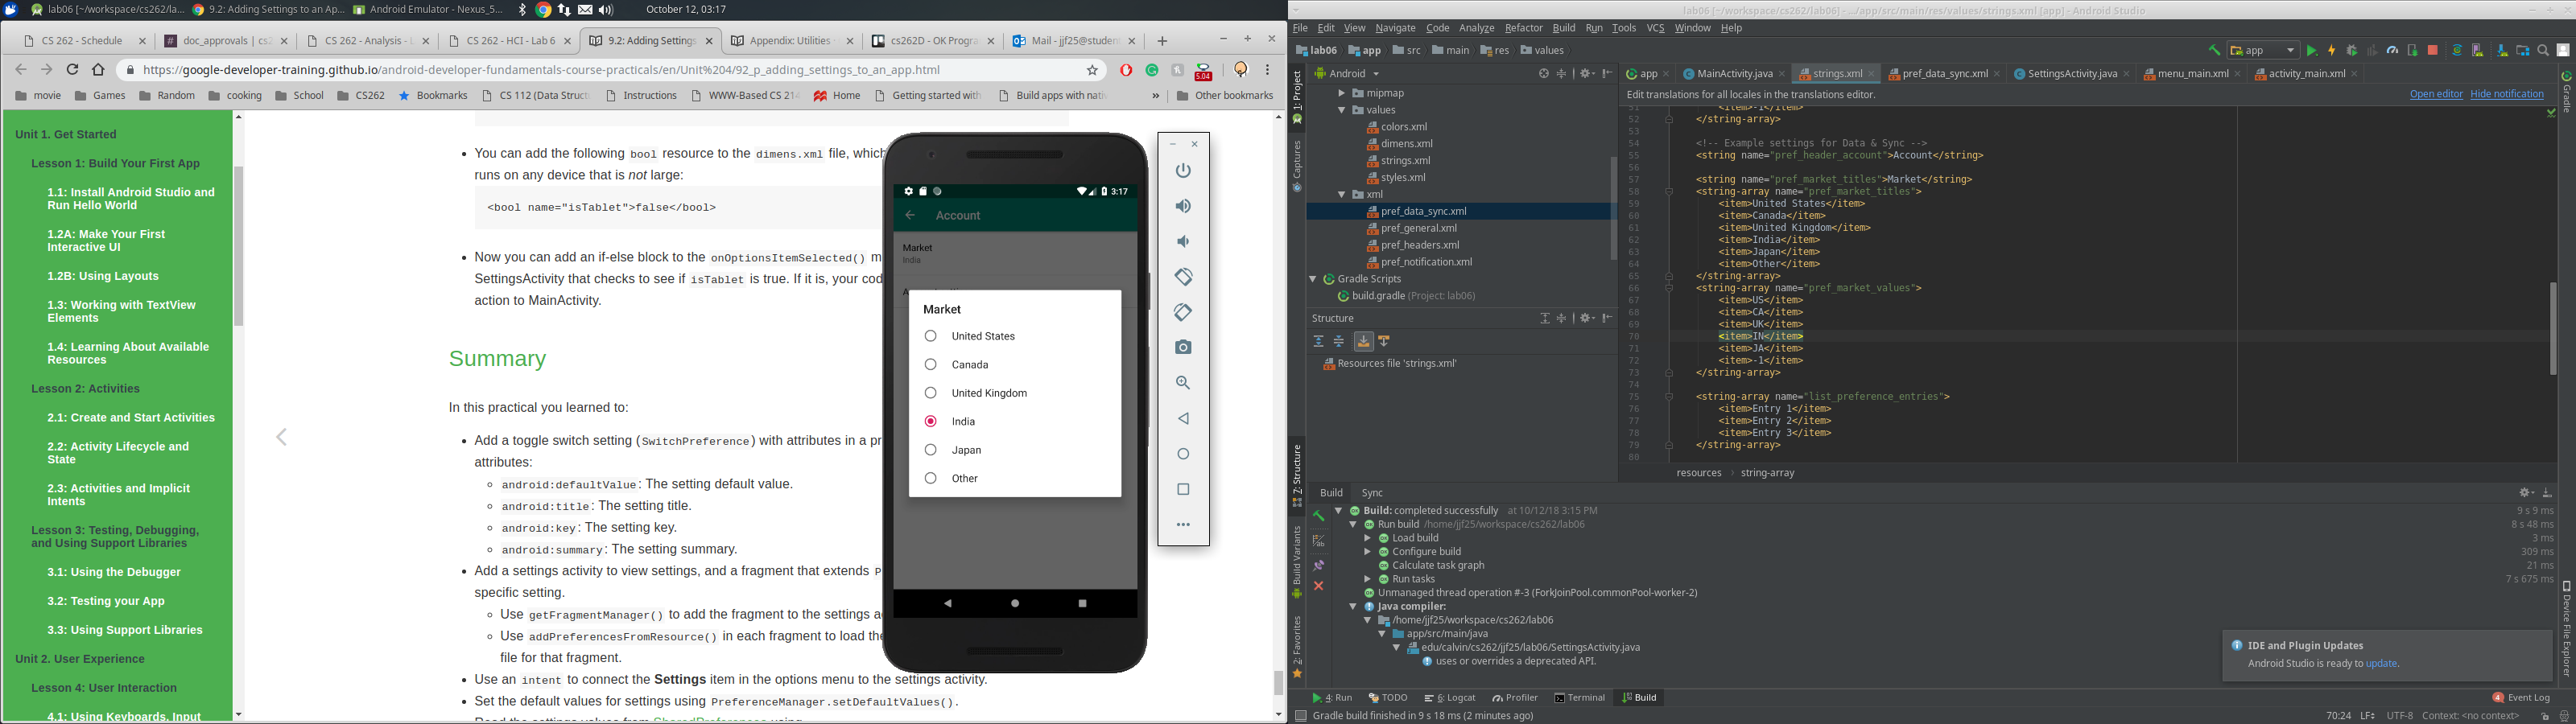 lab06 [~/workspace/cs262/la...
9.2: Adding Settings to an Ap...
Android Emulator - Nexus_5...
October 12, 03:17
CS 262 - Schedule
doc_approvals | cs2
CS 262 - Analysis - L
CS 262 - HCI - Lab 6
9.2: Adding Settings
Appendix: Utilities
cs262D - OK Progra
Mail - jjf25@studen
https://google-developer-training.github.io/android-developer-fundamentals-course-practicals/en/Unit%204/92_p_adding_settings_to_an_app.html
5.04
movie
Games
Random
cooking
School
CS262
Bookmarks
CS 112 (Data Struct
Instructions
WWW-Based CS 214
Home
Getting started with
Build apps with nativ
»
Other bookmarks
Unit 1. Get Started
Lesson 1: Build Your First App
1.1: Install Android Studio and
Run Hello World
1.2A: Make Your First
Interactive UI
1.2B: Using Layouts
1.3: Working with TextView
Elements
1.4: Learning About Available
Resources
Lesson 2: Activities
2.1: Create and Start Activities
2.2: Activity Lifecycle and
State
2.3: Activities and Implicit
Intents
Lesson 3: Testing, Debugging,
and Using Support Libraries
3.1: Using the Debugger
3.2: Testing your App
3.3: Using Support Libraries
Unit 2. User Experience
Lesson 4: User Interaction
4.1: Using Keyboards, Input
• You can add the following bool resource to the dimens.xml file, which
runs on any device that is not large:
<bool name="isTablet">false</bool>
• Now you can add an if-else block to the onOptionsItemSelected() m
SettingsActivity that checks to see if isTablet is true. If it is, your cod
action to MainActivity.
Summary
In this practical you learned to:
• Add a toggle switch setting (SwitchPreference) with attributes in a pr
attributes:
◦ android:defaultValue: The setting default value.
◦ android:title: The setting title.
◦ android:key: The setting key.
◦ android:summary: The setting summary.
• Add a settings activity to view settings, and a fragment that extends P
specific setting.
◦ Use getFragmentManager() to add the fragment to the settings ac
◦ Use addPreferencesFromResource() in each fragment to load the
file for that fragment.
• Use an intent to connect the Settings item in the options menu to the settings activity.
• Set the default values for settings using PreferenceManager.setDefaultValues().
3:17
Account
Market
India
Market
United States
Canada
United Kingdom
India
Japan
Other
lab06 [~/workspace/cs262/lab06] - .../app/src/main/res/values/strings.xml [app] - Android Studio
File Edit View Navigate Code Analyze Refactor Build Run Tools VCS Window Help
lab06 app src main res values
app
Android
app
MainActivity.java
strings.xml
pref_data_sync.xml
SettingsActivity.java
menu_main.xml
activity_main.xml
Edit translations for all locales in the translations editor.
Open editor Hide notification
1: Project
Captures
7: Structure
Build Variants
2: Favorites
Gradle
Device File Explorer
mipmap
values
colors.xml
dimens.xml
strings.xml
styles.xml
xml
pref_data_sync.xml
pref_general.xml
pref_headers.xml
pref_notification.xml
Gradle Scripts
build.gradle (Project: lab06)
Structure
Resources file 'strings.xml'
51 <item>-1</item>
52 </string-array>
53
54 <!-- Example settings for Data & Sync -->
55 <string name="pref_header_account">Account</string>
56
57 <string name="pref_market_titles">Market</string>
58 <string-array name="pref_market_titles">
59 <item>United States</item>
60 <item>Canada</item>
61 <item>United Kingdom</item>
62 <item>India</item>
63 <item>Japan</item>
64 <item>Other</item>
65 </string-array>
66 <string-array name="pref_market_values">
67 <item>US</item>
68 <item>CA</item>
69 <item>UK</item>
70 <item>IN</item>
71 <item>JA</item>
72 <item>-1</item>
73 </string-array>
74
75 <string-array name="list_preference_entries">
76 <item>Entry 1</item>
77 <item>Entry 2</item>
78 <item>Entry 3</item>
79 </string-array>
80
resources string-array
Build Sync
Build: completed successfully at 10/12/18 3:15 PM 9 s 9 ms
Run build /home/jjf25/workspace/cs262/lab06 8 s 48 ms
Load build 3 ms
Configure build 309 ms
Calculate task graph 21 ms
Run tasks 7 s 675 ms
Unmanaged thread operation #-3 (ForkJoinPool.commonPool-worker-2)
Java compiler:
/home/jjf25/workspace/cs262/lab06
app/src/main/java
edu/calvin/cs262/jjf25/lab06/SettingsActivity.java
uses or overrides a deprecated API.
IDE and Plugin Updates
Android Studio is ready to update.
4: Run TODO 6: Logcat Profiler Terminal Build
4 Event Log
Gradle build finished in 9 s 18 ms (2 minutes ago)
70:24 LF÷ UTF-8 Context: <no context>